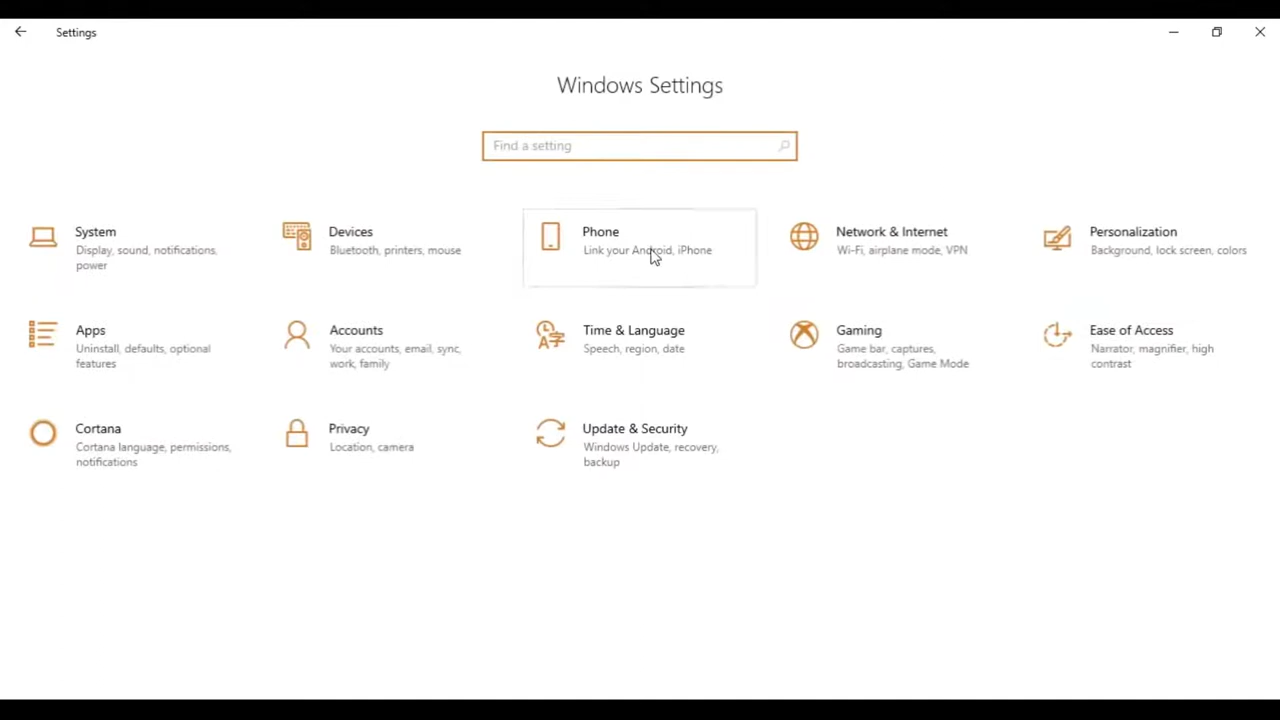 Settings
Windows Settings
Find a setting
System
Display, sound, notifications,
power
Devices
Bluetooth, printers, mouse
Phone
Link your Android, iPhone
Network & Internet
Wi-Fi, airplane mode, VPN
Personalization
Background, lock screen, colors
Apps
Uninstall, defaults, optional
features
Accounts
Your accounts, email, sync,
work, family
Time & Language
Speech, region, date
Gaming
Game bar, captures,
broadcasting, Game Mode
Ease of Access
Narrator, magnifier, high
contrast
Cortana
Cortana language, permissions,
notifications
Privacy
Location, camera
Update & Security
Windows Update, recovery,
backup